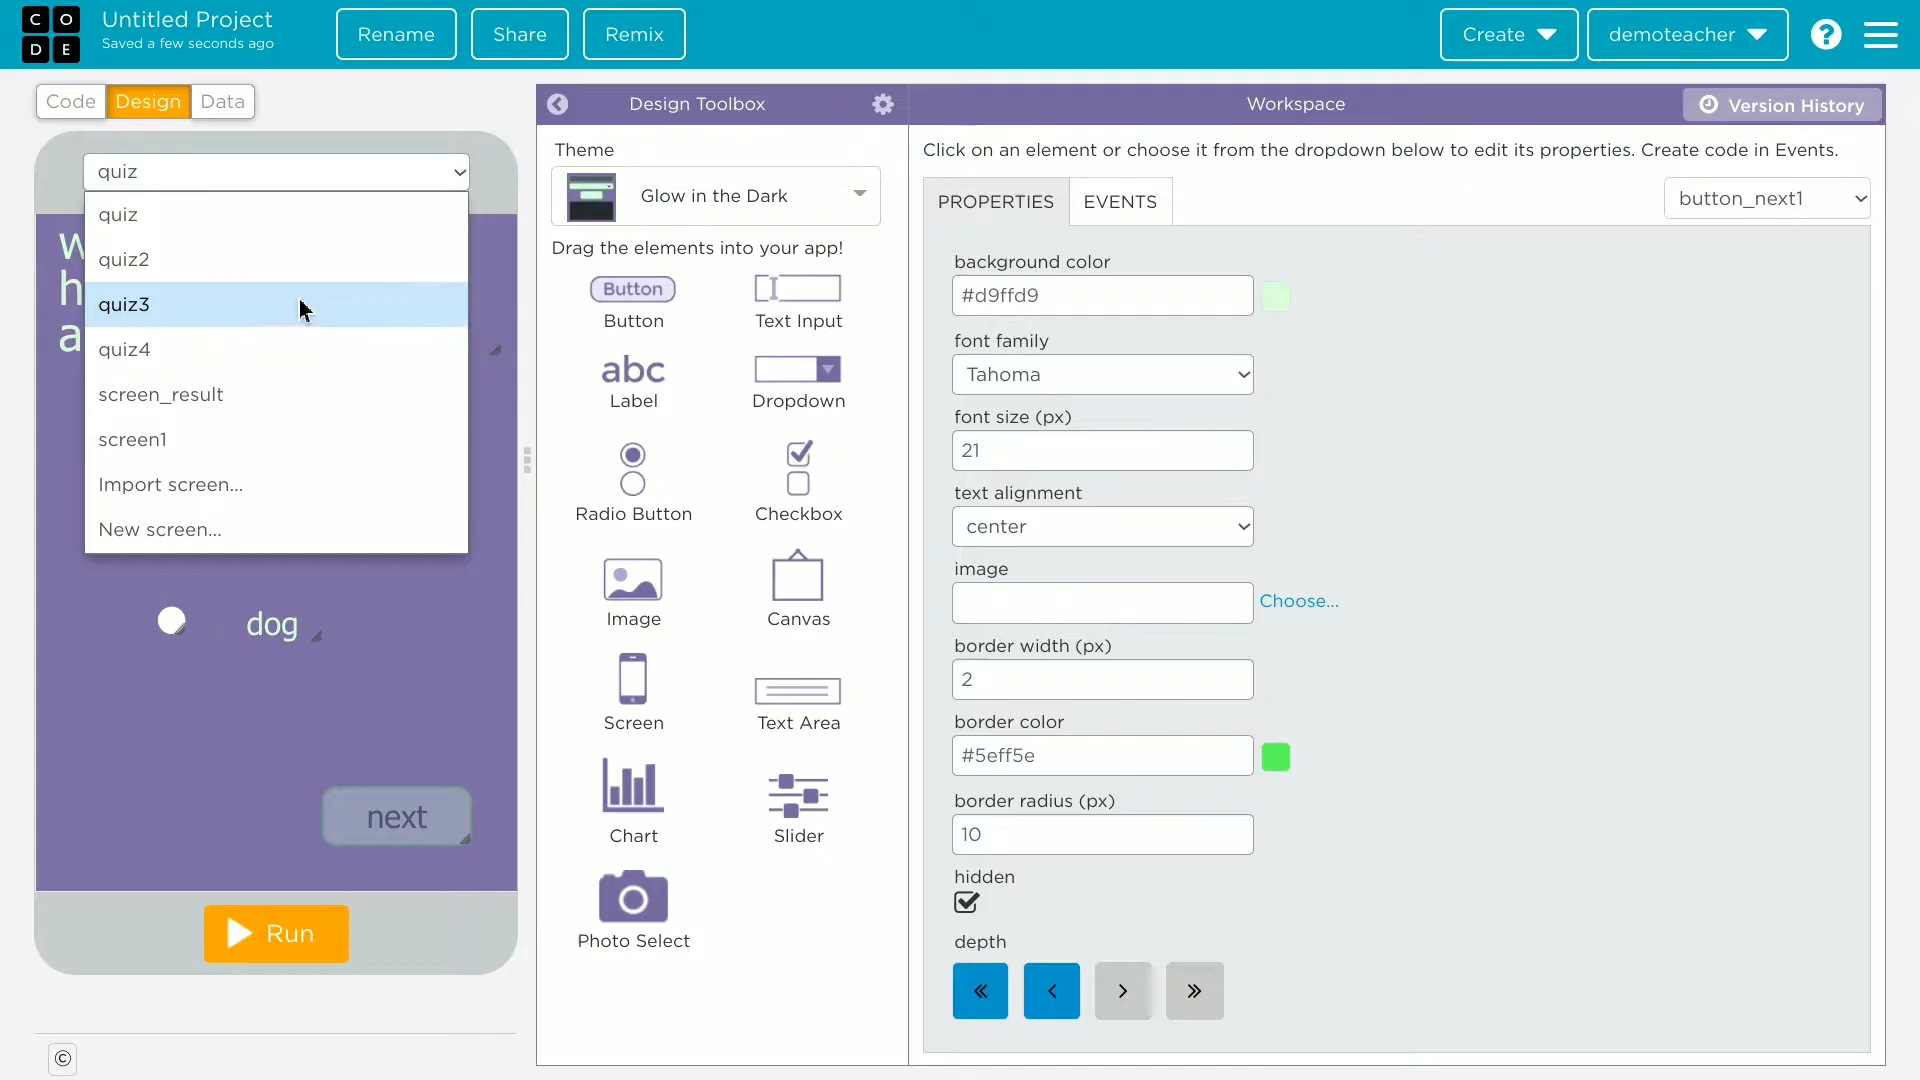 CODE
Untitled Project
Saved a few seconds ago
Rename
Share
Remix
Create
demoteacher
?
Code
Design
Data
quiz
quiz
quiz2
quiz3
quiz4
screen_result
screen1
Import screen...
New screen...
dog
next
Run
©
Design Toolbox
Theme
Glow in the Dark
Drag the elements into your app!
Button
Button
Text Input
abc
Label
Dropdown
Radio Button
Checkbox
Image
Canvas
Screen
Text Area
Chart
Slider
Photo Select
Workspace
Version History
Click on an element or choose it from the dropdown below to edit its properties. Create code in Events.
PROPERTIES
EVENTS
button_next1
background color
#d9ffd9
font family
Tahoma
font size (px)
21
text alignment
center
image
Choose...
border width (px)
2
border color
#5eff5e
border radius (px)
10
hidden
depth